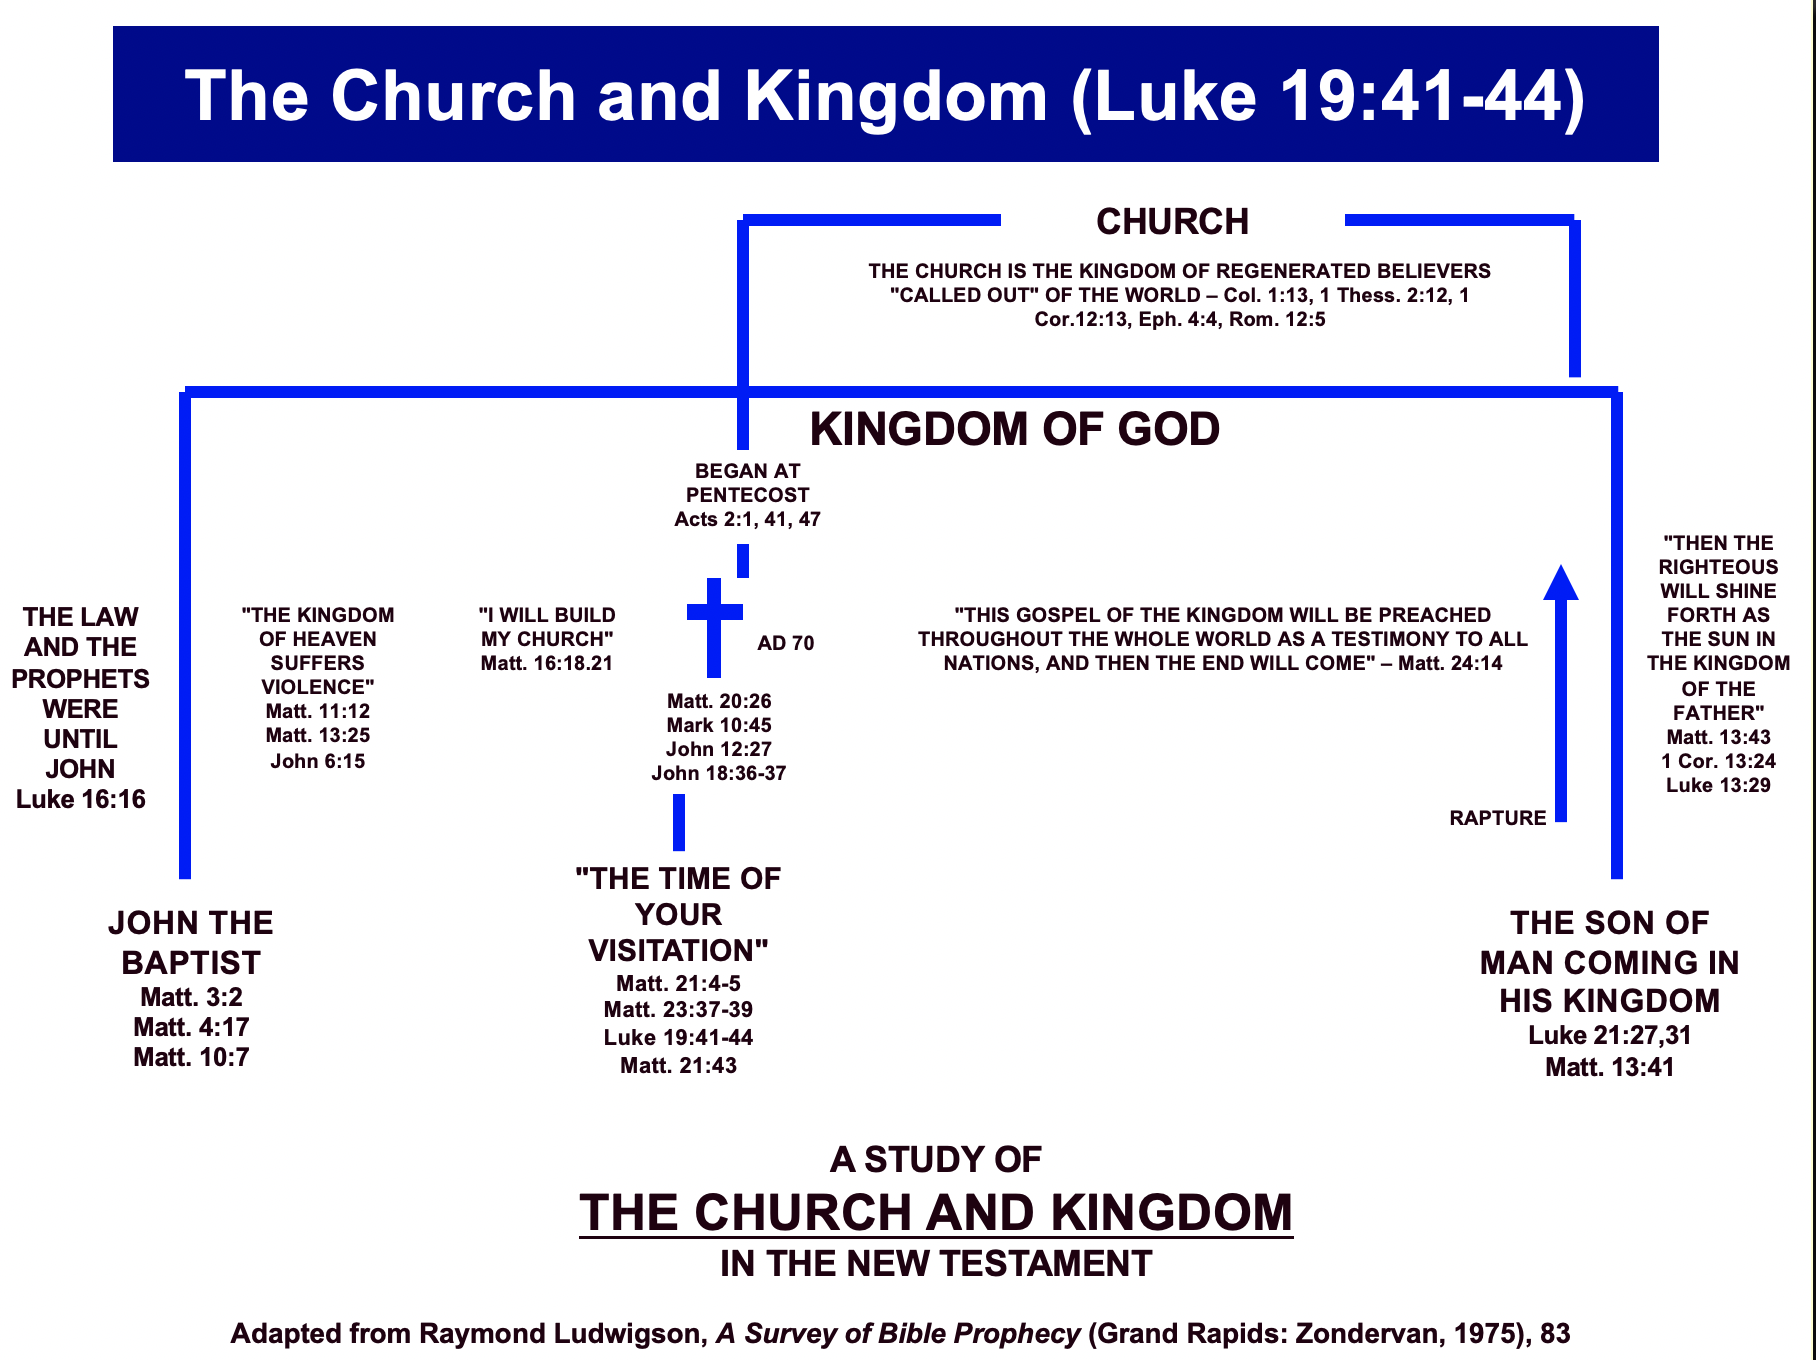 The Church and Kingdom (Luke 19:41-44)
CHURCH
THE CHURCH IS THE KINGDOM OF REGENERATED BELIEVERS
"CALLED OUT" OF THE WORLD – Col. 1:13, 1 Thess. 2:12, 1
Cor.12:13, Eph. 4:4, Rom. 12:5
KINGDOM OF GOD
BEGAN AT
PENTECOST
Acts 2:1, 41, 47
THE LAW
AND THE
PROPHETS
WERE
UNTIL
JOHN
Luke 16:16
"THE KINGDOM
OF HEAVEN
SUFFERS
VIOLENCE"
Matt. 11:12
Matt. 13:25
John 6:15
"I WILL BUILD
MY CHURCH"
Matt. 16:18.21
AD 70
Matt. 20:26
Mark 10:45
John 12:27
John 18:36-37
"THIS GOSPEL OF THE KINGDOM WILL BE PREACHED
THROUGHOUT THE WHOLE WORLD AS A TESTIMONY TO ALL
NATIONS, AND THEN THE END WILL COME" – Matt. 24:14
RAPTURE
"THEN THE
RIGHTEOUS
WILL SHINE
FORTH AS
THE SUN IN
THE KINGDOM
OF THE
FATHER"
Matt. 13:43
1 Cor. 13:24
Luke 13:29
JOHN THE
BAPTIST
Matt. 3:2
Matt. 4:17
Matt. 10:7
"THE TIME OF
YOUR
VISITATION"
Matt. 21:4-5
Matt. 23:37-39
Luke 19:41-44
Matt. 21:43
THE SON OF
MAN COMING IN
HIS KINGDOM
Luke 21:27,31
Matt. 13:41
A STUDY OF
THE CHURCH AND KINGDOM
IN THE NEW TESTAMENT
Adapted from Raymond Ludwigson, A Survey of Bible Prophecy (Grand Rapids: Zondervan, 1975), 83